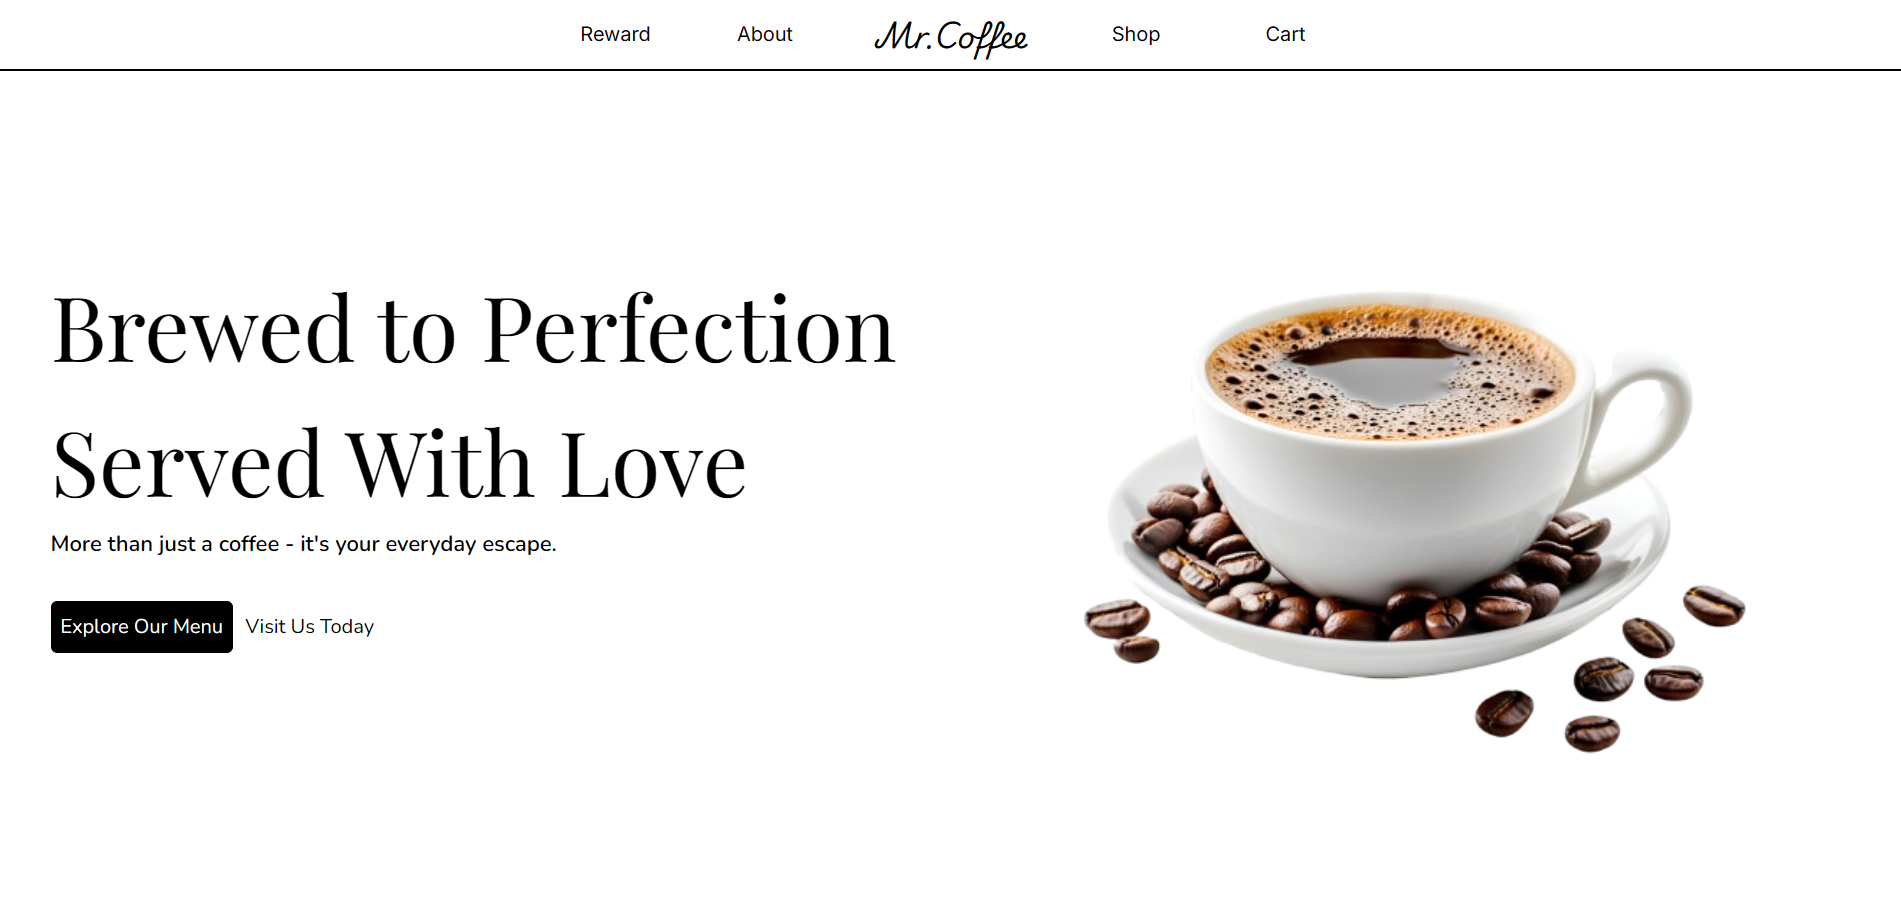 Reward About Mr. Coffee Shop Cart
Brewed to Perfection
Served With Love
More than just a coffee - it's your everyday escape.
Explore Our Menu Visit Us Today